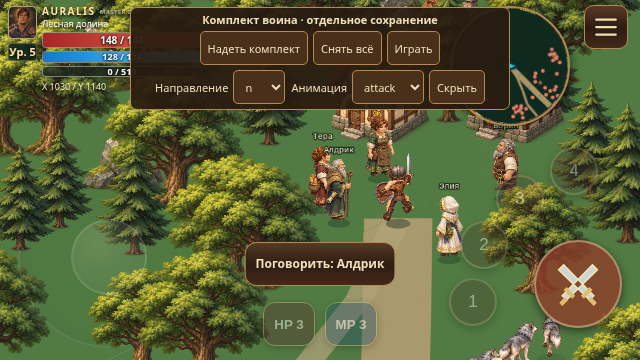 AURALIS MASTER
Лесная долина
Ур. 5
148 / 1
128 / 1
0 / 51
X 1030 / Y 1140
Комплект воина · отдельное сохранение
Надеть комплект
Снять всё
Играть
Направление
n
Анимация
attack
Скрыть
Тера
Алдрик
Элия
4
3
2
1
Поговорить: Алдрик
HP 3
MP 3